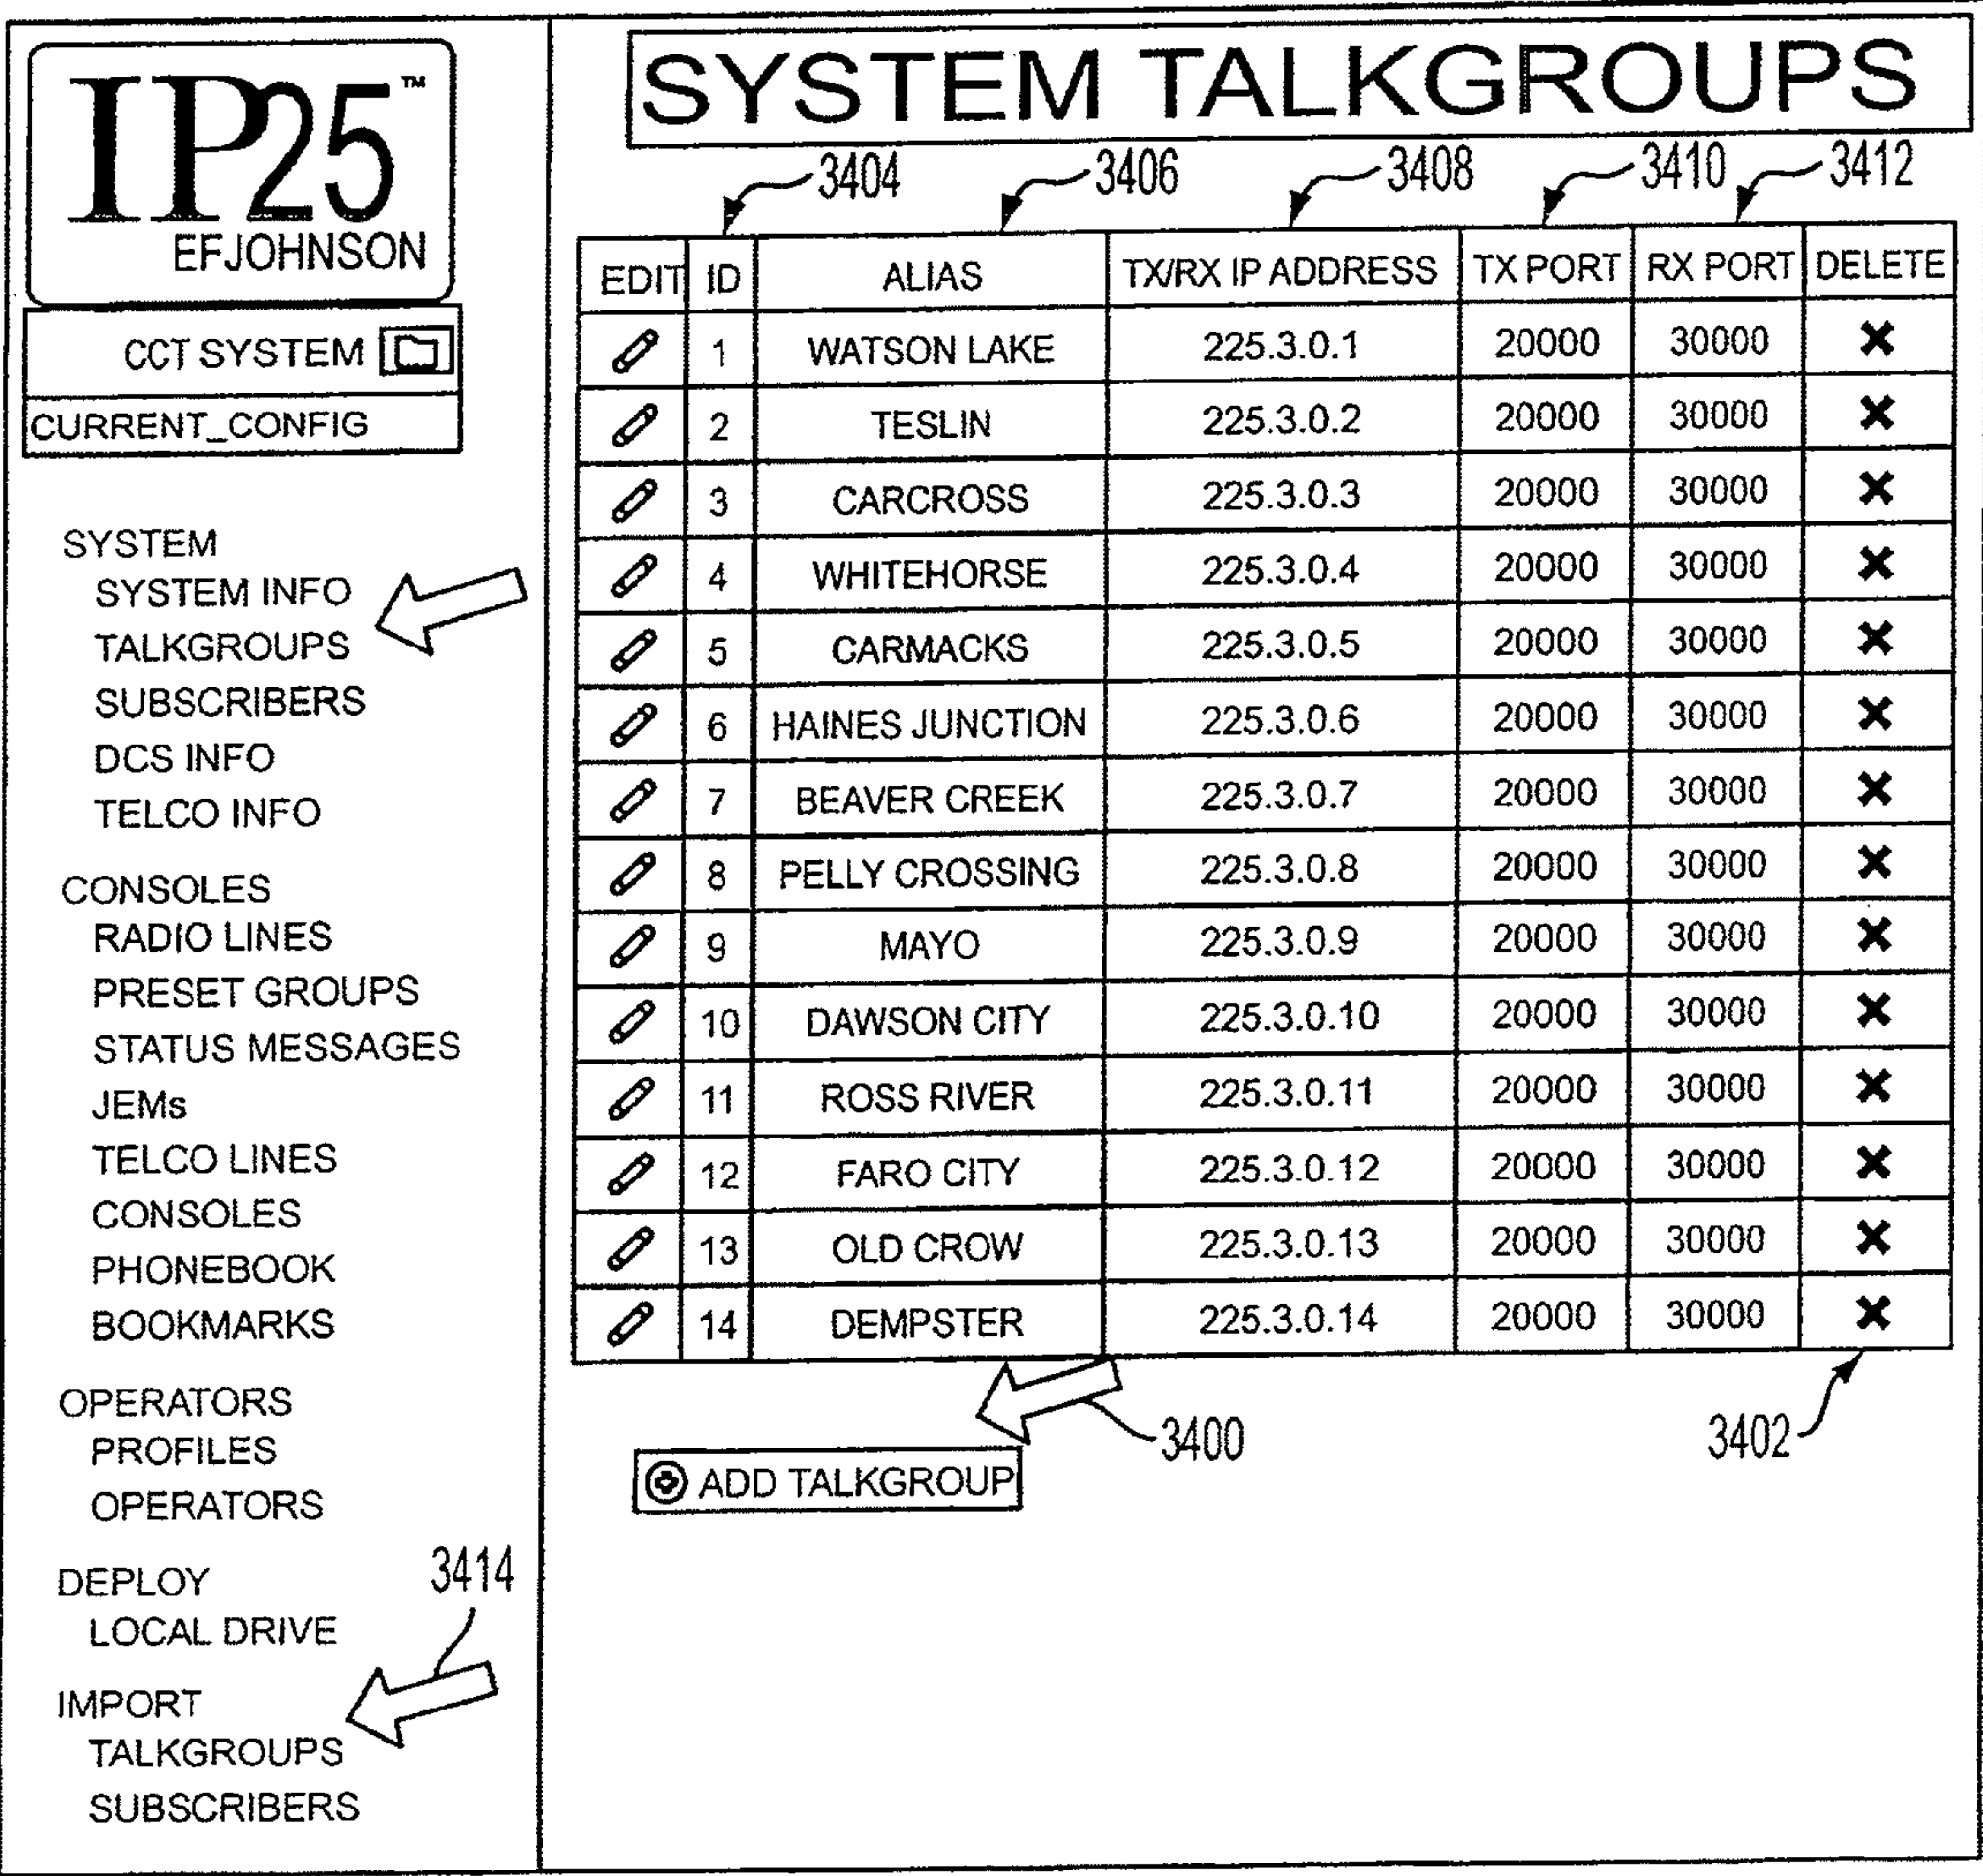 IP25™
EFJOHNSON
CCT SYSTEM
CURRENT_CONFIG
SYSTEM
SYSTEM INFO
TALKGROUPS
SUBSCRIBERS
DCS INFO
TELCO INFO
CONSOLES
RADIO LINES
PRESET GROUPS
STATUS MESSAGES
JEMs
TELCO LINES
CONSOLES
PHONEBOOK
BOOKMARKS
OPERATORS
PROFILES
OPERATORS
DEPLOY
LOCAL DRIVE
3414
IMPORT
TALKGROUPS
SUBSCRIBERS
SYSTEM TALKGROUPS
3404 3406 3408 3410 3412
EDIT ID ALIAS TX/RX IP ADDRESS TX PORT RX PORT DELETE
1 WATSON LAKE 225.3.0.1 20000 30000
2 TESLIN 225.3.0.2 20000 30000
3 CARCROSS 225.3.0.3 20000 30000
4 WHITEHORSE 225.3.0.4 20000 30000
5 CARMACKS 225.3.0.5 20000 30000
6 HAINES JUNCTION 225.3.0.6 20000 30000
7 BEAVER CREEK 225.3.0.7 20000 30000
8 PELLY CROSSING 225.3.0.8 20000 30000
9 MAYO 225.3.0.9 20000 30000
10 DAWSON CITY 225.3.0.10 20000 30000
11 ROSS RIVER 225.3.0.11 20000 30000
12 FARO CITY 225.3.0.12 20000 30000
13 OLD CROW 225.3.0.13 20000 30000
14 DEMPSTER 225.3.0.14 20000 30000
3400 3402
ADD TALKGROUP